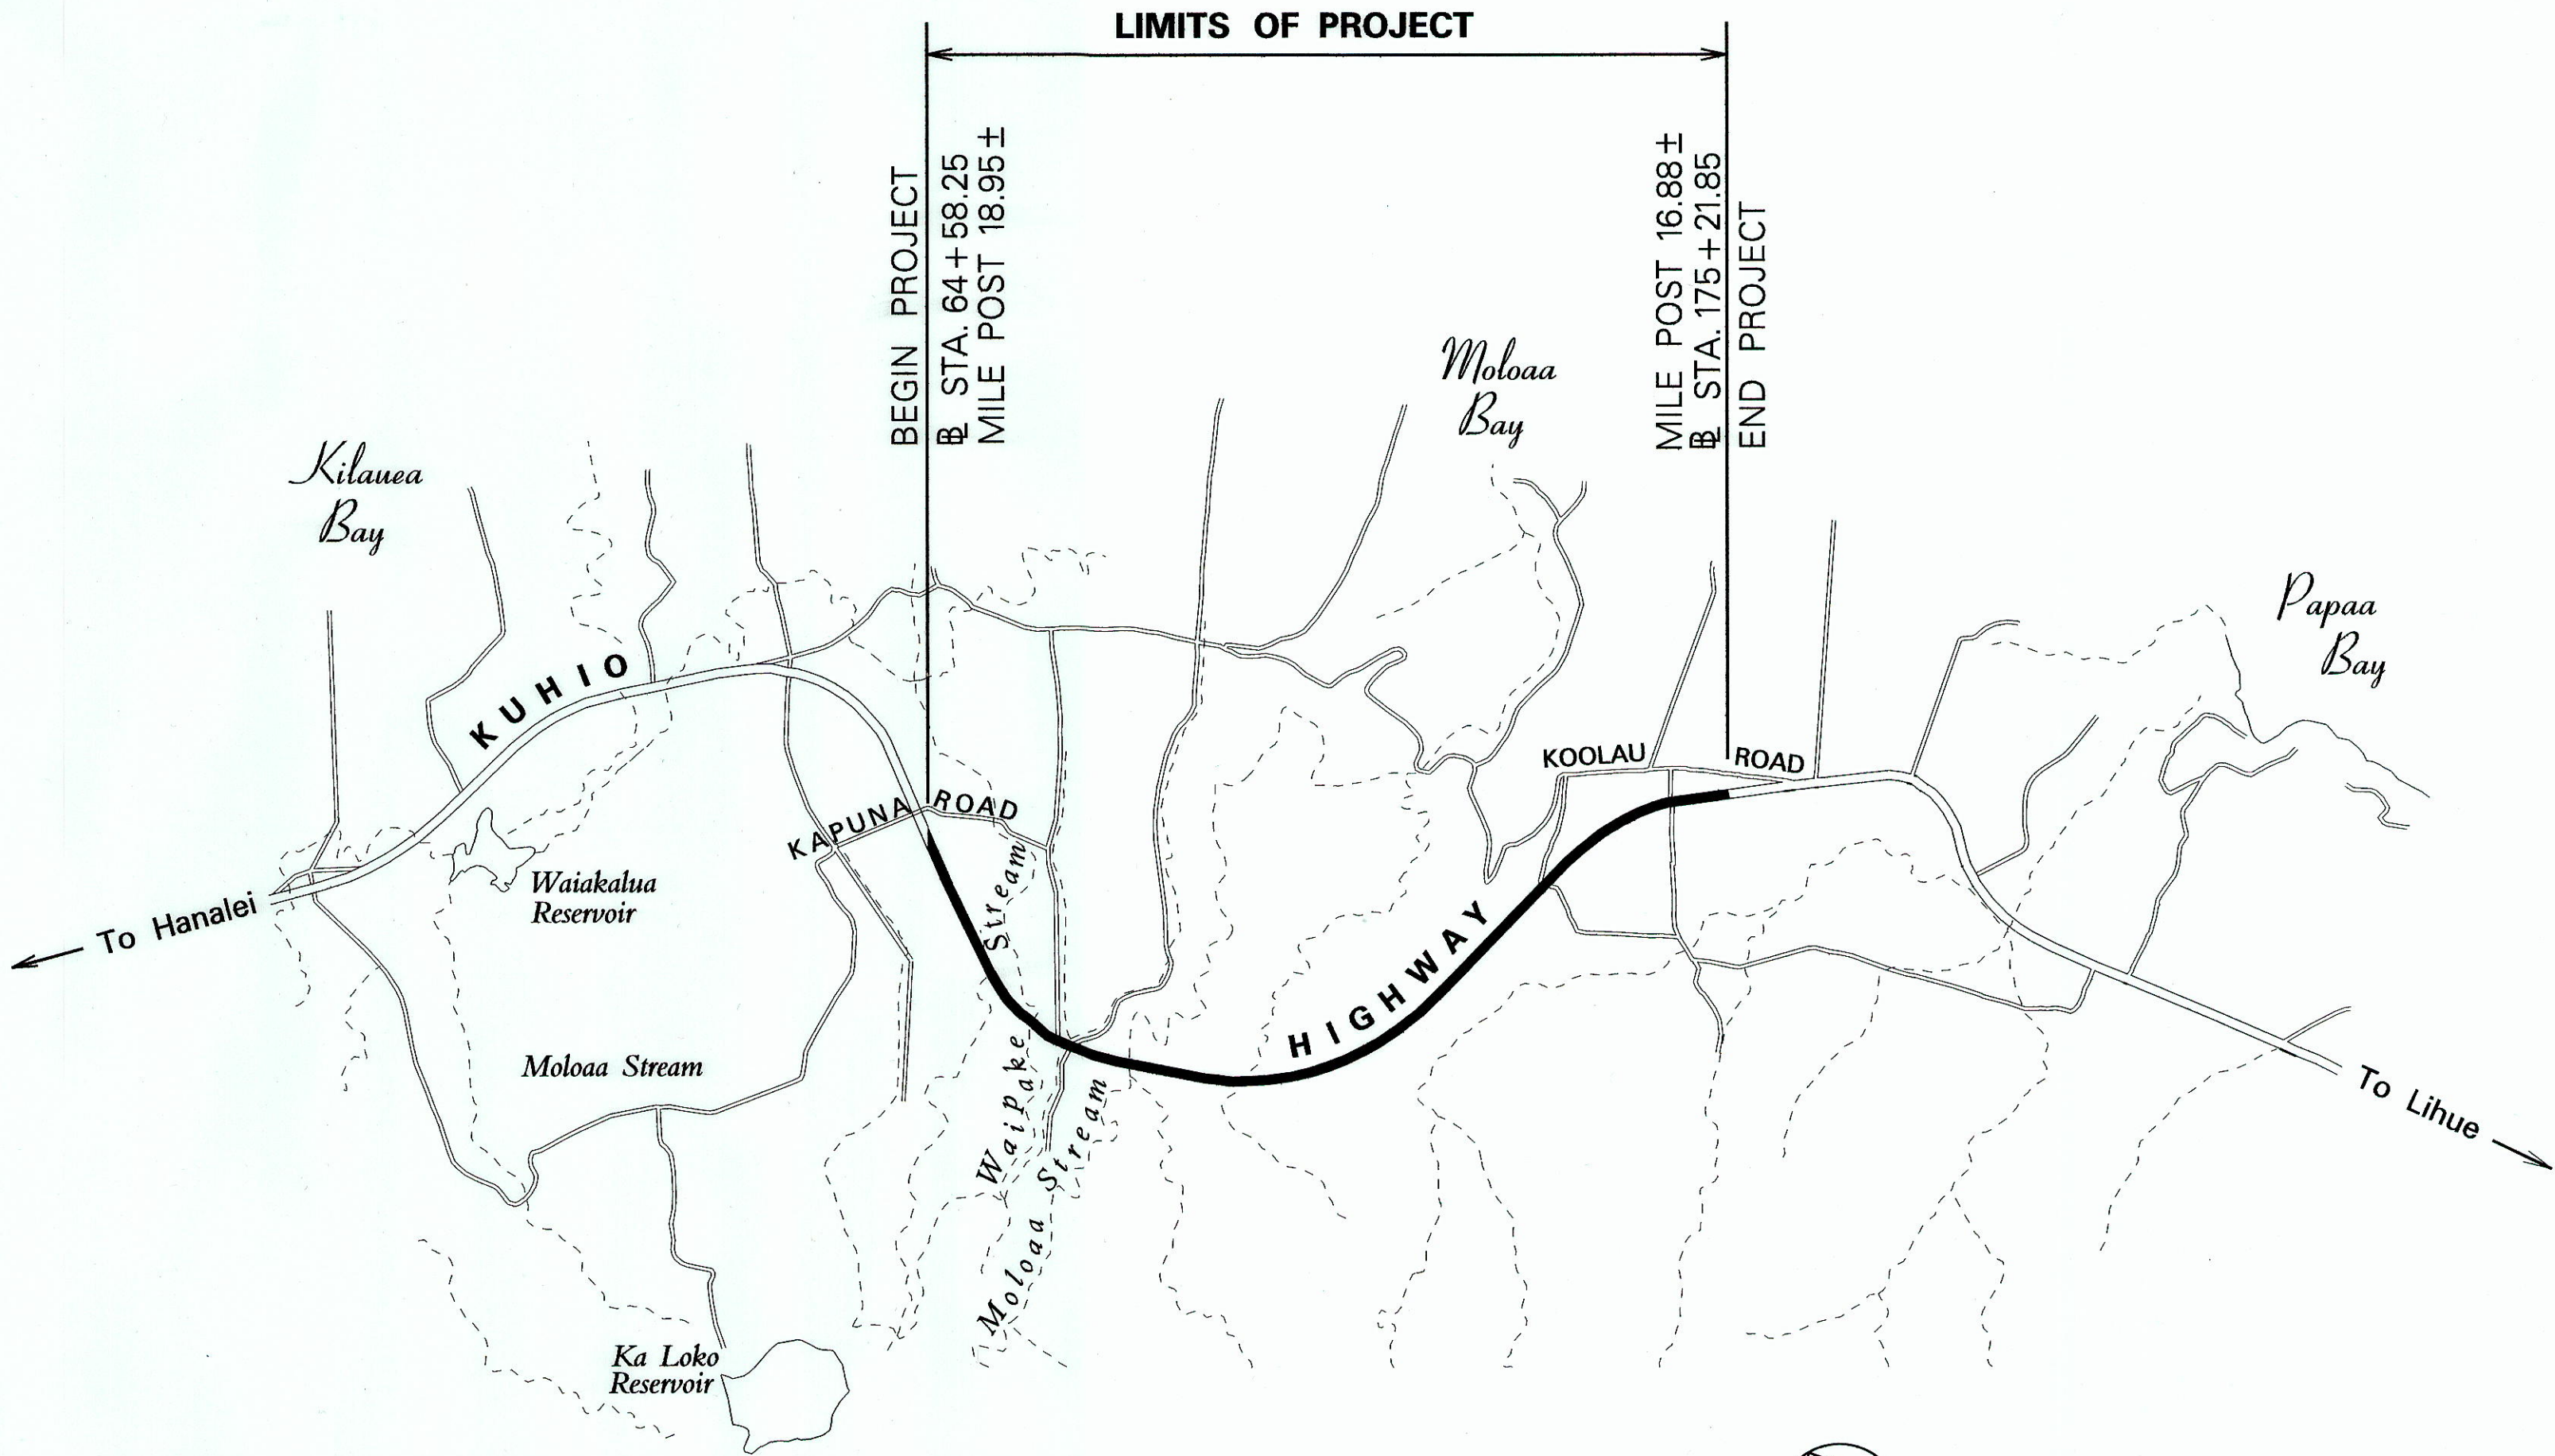 LIMITS OF PROJECT
BEGIN PROJECT
BL STA. 64+58.25
MILE POST 18.95±
MILE POST 16.88±
BL STA. 175+21.85
END PROJECT
Moloaa
Bay
Kilauea
Bay
Papaa
Bay
KUHIO
KOOLAU ROAD
KAPUNA ROAD
Waiakalua
Reservoir
To Hanalei
HIGHWAY
Waipake Stream
Moloaa Stream
Moloaa Stream
To Lihue
Ka Loko
Reservoir